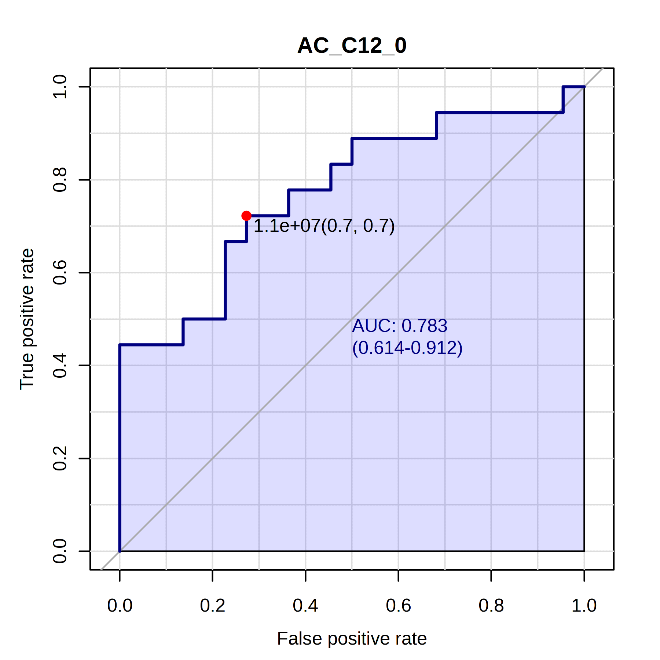 AC_C12_0
True positive rate
1.0
0.8
0.6
0.4
0.2
0.0
1.1e+07(0.7, 0.7)
AUC: 0.783
(0.614-0.912)
0.0 0.2 0.4 0.6 0.8 1.0
False positive rate